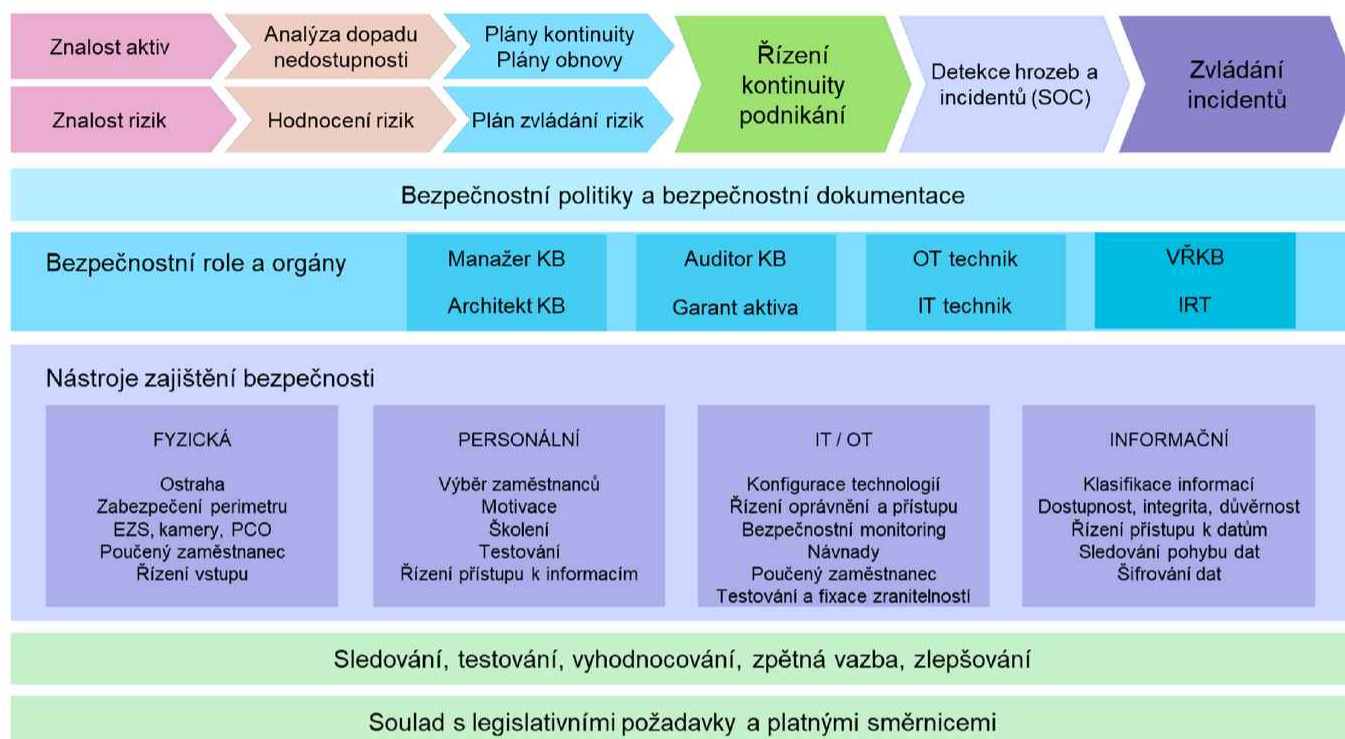 Znalost aktiv
Analýza dopadu
nedostupnosti
Plány kontinuity
Plány obnovy
Řízení
kontinuity
podnikání
Detekce hrozeb a
incidentů (SOC)
Zvládání
incidentů
Znalost rizik
Hodnocení rizik
Plán zvládání rizik
Bezpečnostní politiky a bezpečnostní dokumentace
Bezpečnostní role a orgány
Manažer KB
Architekt KB
Auditor KB
Garant aktiva
OT technik
IT technik
VŘKB
IRT
Nástroje zajištění bezpečnosti
FYZICKÁ
Ostraha
Zabezpečení perimetru
EZS, kamery, PCO
Poučený zaměstnanec
Řízení vstupu
PERSONÁLNÍ
Výběr zaměstnanců
Motivace
Školení
Testování
Řízení přístupu k informacím
IT / OT
Konfigurace technologií
Řízení oprávnění a přístupu
Bezpečnostní monitoring
Návnady
Poučený zaměstnanec
Testování a fixace zranitelností
INFORMAČNÍ
Klasifikace informací
Dostupnost, integrita, důvěrnost
Řízení přístupu k datům
Sledování pohybu dat
Šifrování dat
Sledování, testování, vyhodnocování, zpětná vazba, zlepšování
Soulad s legislativními požadavky a platnými směrnicemi